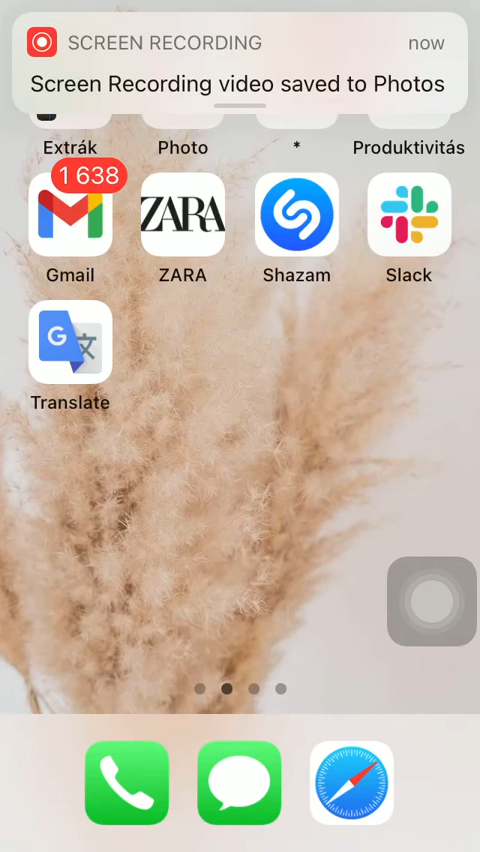 SCREEN RECORDING now
Screen Recording video saved to Photos
Extrák Photo * Produktivitás
1 638
ZARA
Gmail ZARA Shazam Slack
G 文
Translate